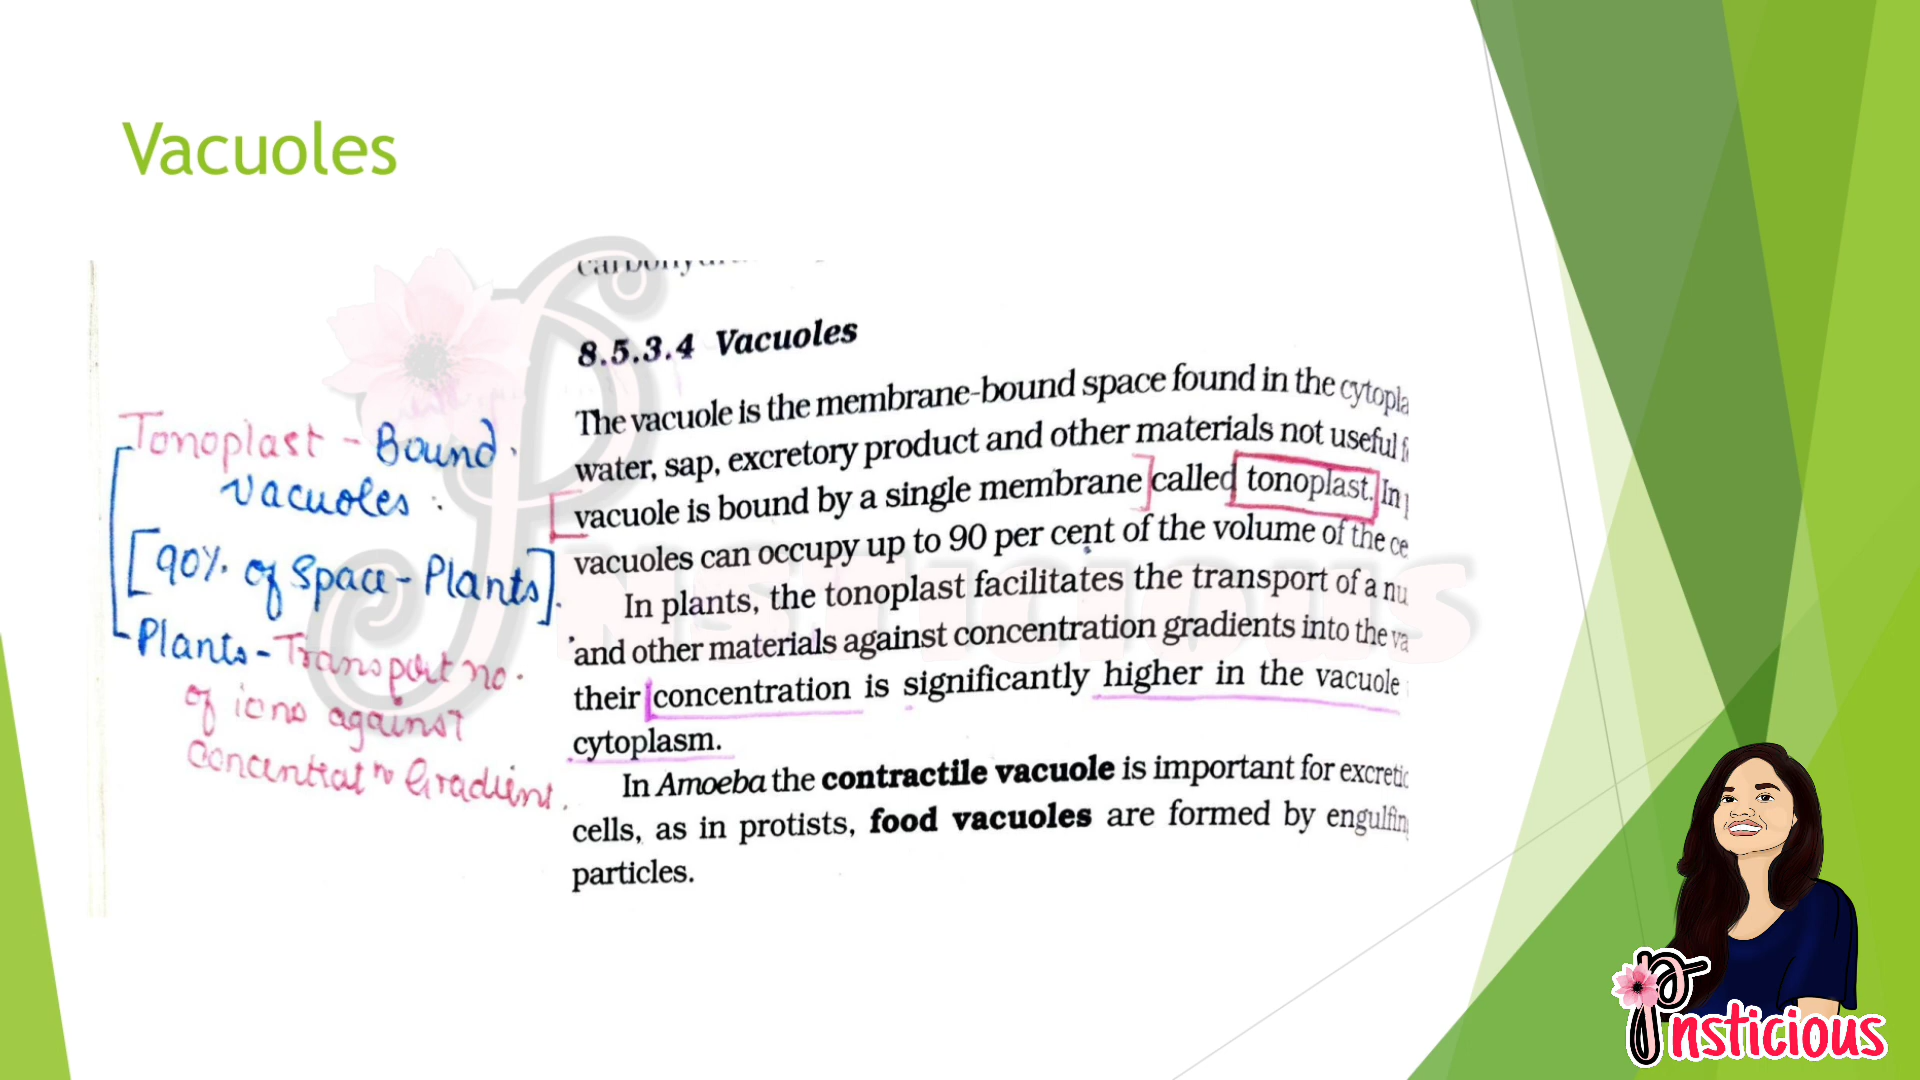 Vacuoles
8.5.3.4 Vacuoles
The vacuole is the membrane-bound space found in the
water, sap, excretory product and other materials not useful
vacuole is bound by a single membrane called tonoplast. In
vacuoles can occupy up to 90 per cent of the volume of the
In plants, the tonoplast facilitates the transport of a
and other materials against concentration gradients into the
their concentration is significantly higher in the vacuole
cytoplasm.
In Amoeba the contractile vacuole is important for
cells, as in protists, food vacuoles are formed by
particles.
Tonoplast - Bound.
vacuoles :
[90% of Space - Plants].
Plants - Transport no.
of ions against
Concentratn Gradient.
Insticious
Insticious